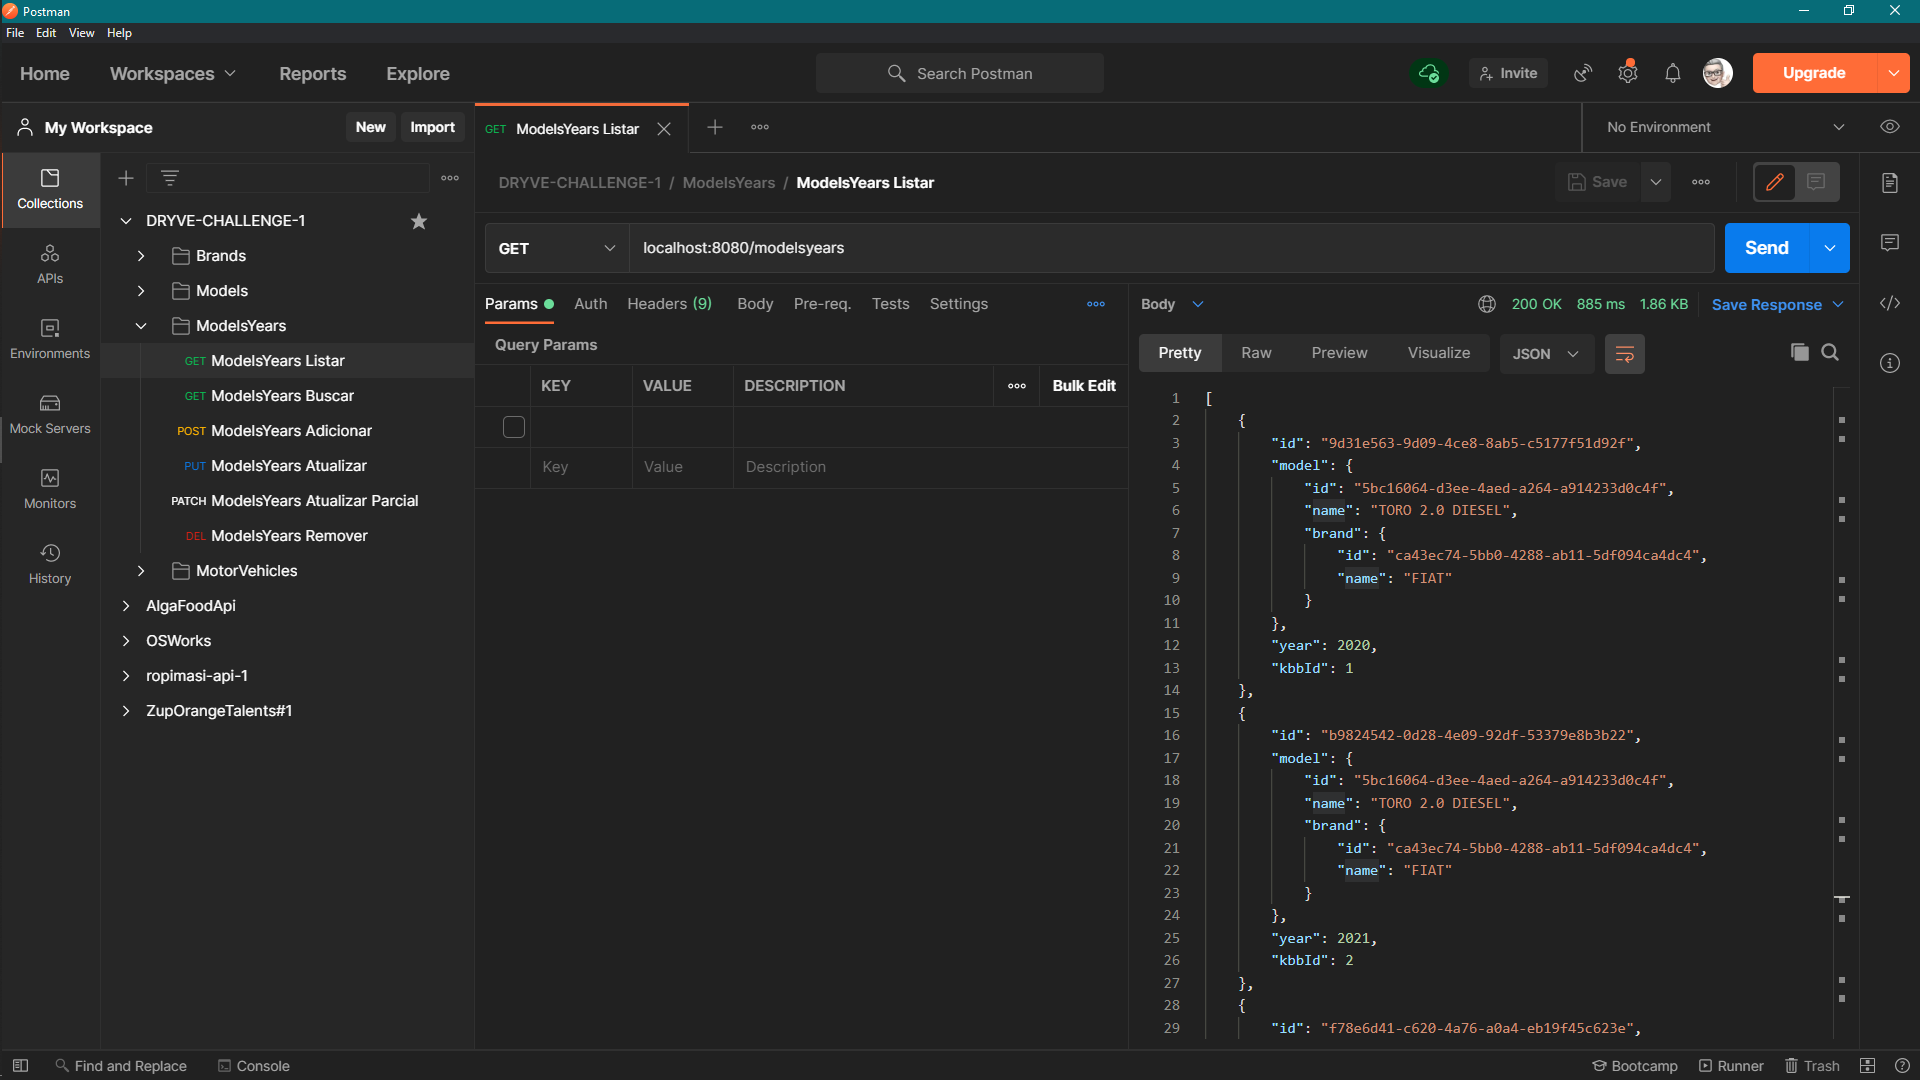 Postman
File Edit View Help
Home Workspaces Reports Explore
Search Postman
Invite
Upgrade
My Workspace
New Import
GET ModelsYears Listar
No Environment
Collections
APIs
Environments
Mock Servers
Monitors
History
DRYVE-CHALLENGE-1
Brands
Models
ModelsYears
GET ModelsYears Listar
GET ModelsYears Buscar
POST ModelsYears Adicionar
PUT ModelsYears Atualizar
PATCH ModelsYears Atualizar Parcial
DEL ModelsYears Remover
MotorVehicles
AlgaFoodApi
OSWorks
ropimasi-api-1
ZupOrangeTalents#1
DRYVE-CHALLENGE-1 / ModelsYears / ModelsYears Listar
Save
GET localhost:8080/modelsyears
Send
Params Auth Headers (9) Body Pre-req. Tests Settings
Query Params
KEY VALUE DESCRIPTION Bulk Edit
Key Value Description
Body 200 OK 885 ms 1.86 KB Save Response
Pretty Raw Preview Visualize JSON
1 [
2 {
3 "id": "9d31e563-9d09-4ce8-8ab5-c5177f51d92f",
4 "model": {
5 "id": "5bc16064-d3ee-4aed-a264-a914233d0c4f",
6 "name": "TORO 2.0 DIESEL",
7 "brand": {
8 "id": "ca43ec74-5bb0-4288-ab11-5df094ca4dc4",
9 "name": "FIAT"
10 }
11 },
12 "year": 2020,
13 "kbbId": 1
14 },
15 {
16 "id": "b9824542-0d28-4e09-92df-53379e8b3b22",
17 "model": {
18 "id": "5bc16064-d3ee-4aed-a264-a914233d0c4f",
19 "name": "TORO 2.0 DIESEL",
20 "brand": {
21 "id": "ca43ec74-5bb0-4288-ab11-5df094ca4dc4",
22 "name": "FIAT"
23 }
24 },
25 "year": 2021,
26 "kbbId": 2
27 },
28 {
29 "id": "f78e6d41-c620-4a76-a0a4-eb19f45c623e",
Find and Replace Console
Bootcamp Runner Trash